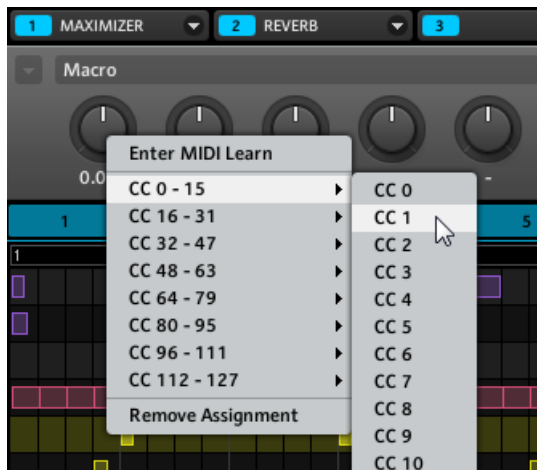 1 MAXIMIZER 2 REVERB 3
Macro
0.0 -
Enter MIDI Learn
CC 0 - 15
CC 16 - 31
CC 32 - 47
CC 48 - 63
CC 64 - 79
CC 80 - 95
CC 96 - 111
CC 112 - 127
Remove Assignment
CC 0
CC 1
CC 2
CC 3
CC 4
CC 5
CC 6
CC 7
CC 8
CC 9
CC 10
1 5
1